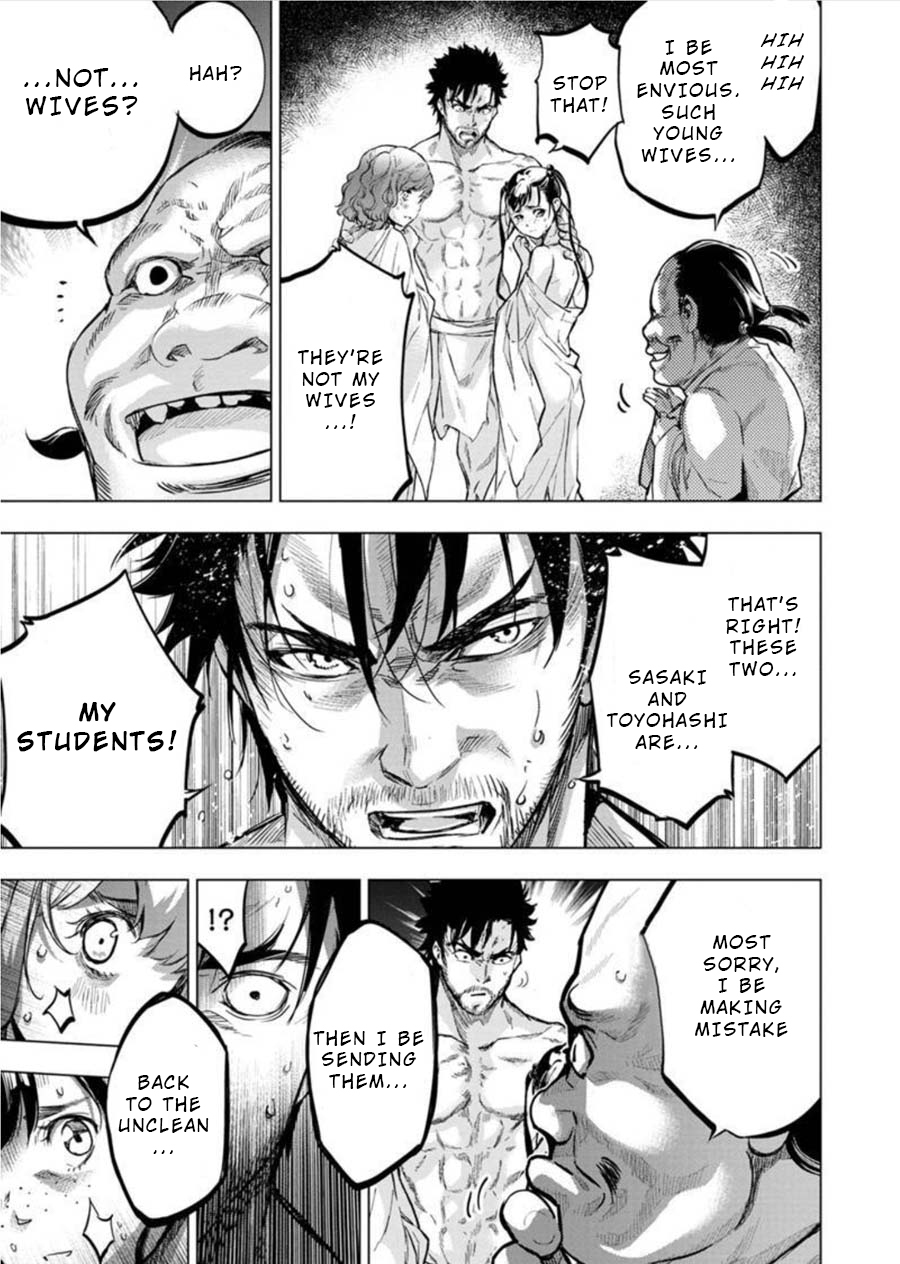 HIH
HIH
HIH
I BE
MOST
ENVIOUS.
SUCH
YOUNG
WIVES...
STOP
THAT!
THEY'RE
NOT MY
WIVES
...!
HAH?
...NOT...
WIVES?
THAT'S
RIGHT!
THESE
TWO...
SASAKI
AND
TOYOHASHI
ARE...
MY
STUDENTS!
MOST
SORRY,
I BE
MAKING
MISTAKE
THEN I BE
SENDING
THEM...
!?
BACK
TO THE
UNCLEAN
...